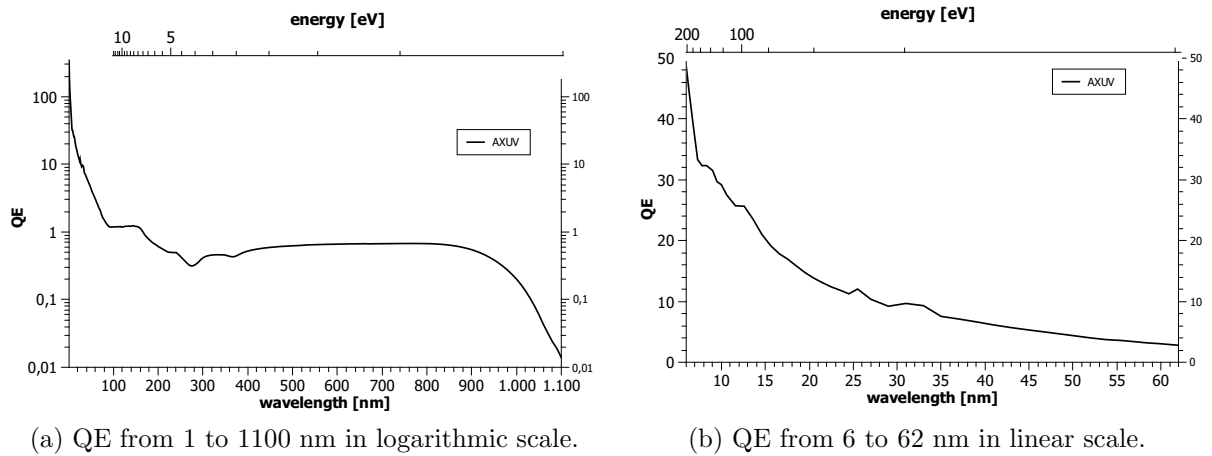 energy [eV]
10 5
100
10
1
0,1
0,01
QE
100
10
1
0,1
0,01
AXUV
100 200 300 400 500 600 700 800 900 1.000 1.100
wavelength [nm]
(a) QE from 1 to 1100 nm in logarithmic scale.
energy [eV]
200 100
50
40
30
20
10
0
QE
50
40
30
20
10
0
AXUV
10 15 20 25 30 35 40 45 50 55 60
wavelength [nm]
(b) QE from 6 to 62 nm in linear scale.